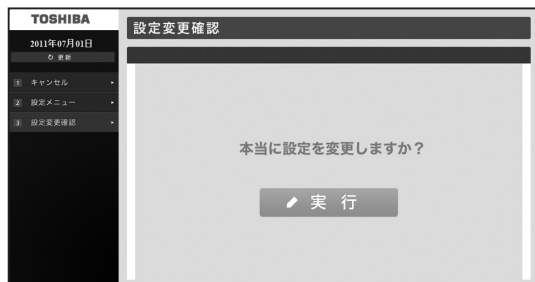 TOSHIBA
2011年07月01日
更新
1 キャンセル
2 設定メニュー
3 設定変更確認
設定変更確認
本当に設定を変更しますか？
実 行